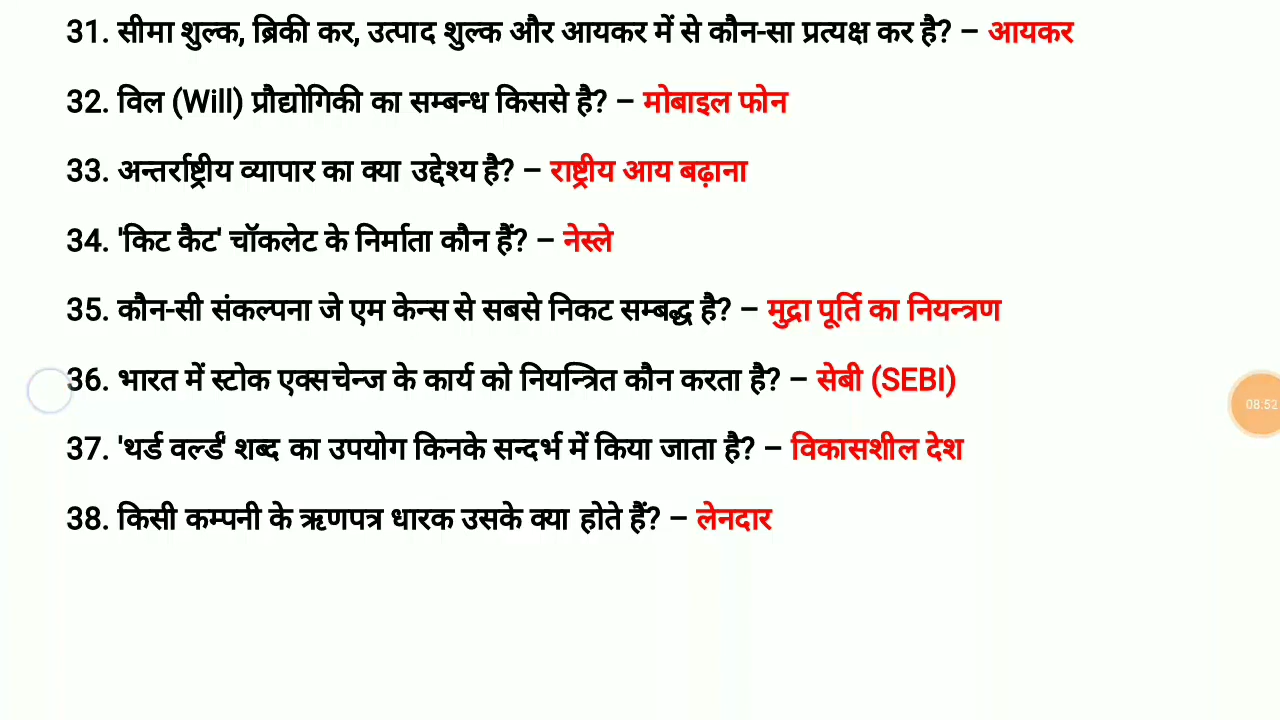 31. सीमा शुल्क, ब्रिकी कर, उत्पाद शुल्क और आयकर में से कौन-सा प्रत्यक्ष कर है? – आयकर
32. विल (Will) प्रौद्योगिकी का सम्बन्ध किससे है? – मोबाइल फोन
33. अन्तर्राष्ट्रीय व्यापार का क्या उद्देश्य है? – राष्ट्रीय आय बढ़ाना
34. 'किट कैट' चॉकलेट के निर्माता कौन हैं? – नेस्ले
35. कौन-सी संकल्पना जे एम केन्स से सबसे निकट सम्बद्ध है? – मुद्रा पूर्ति का नियन्त्रण
36. भारत में स्टोक एक्सचेन्ज के कार्य को नियन्त्रित कौन करता है? – सेबी (SEBI)
08:52
37. 'थर्ड वर्ल्ड' शब्द का उपयोग किनके सन्दर्भ में किया जाता है? – विकासशील देश
38. किसी कम्पनी के ऋणपत्र धारक उसके क्या होते हैं? – लेनदार